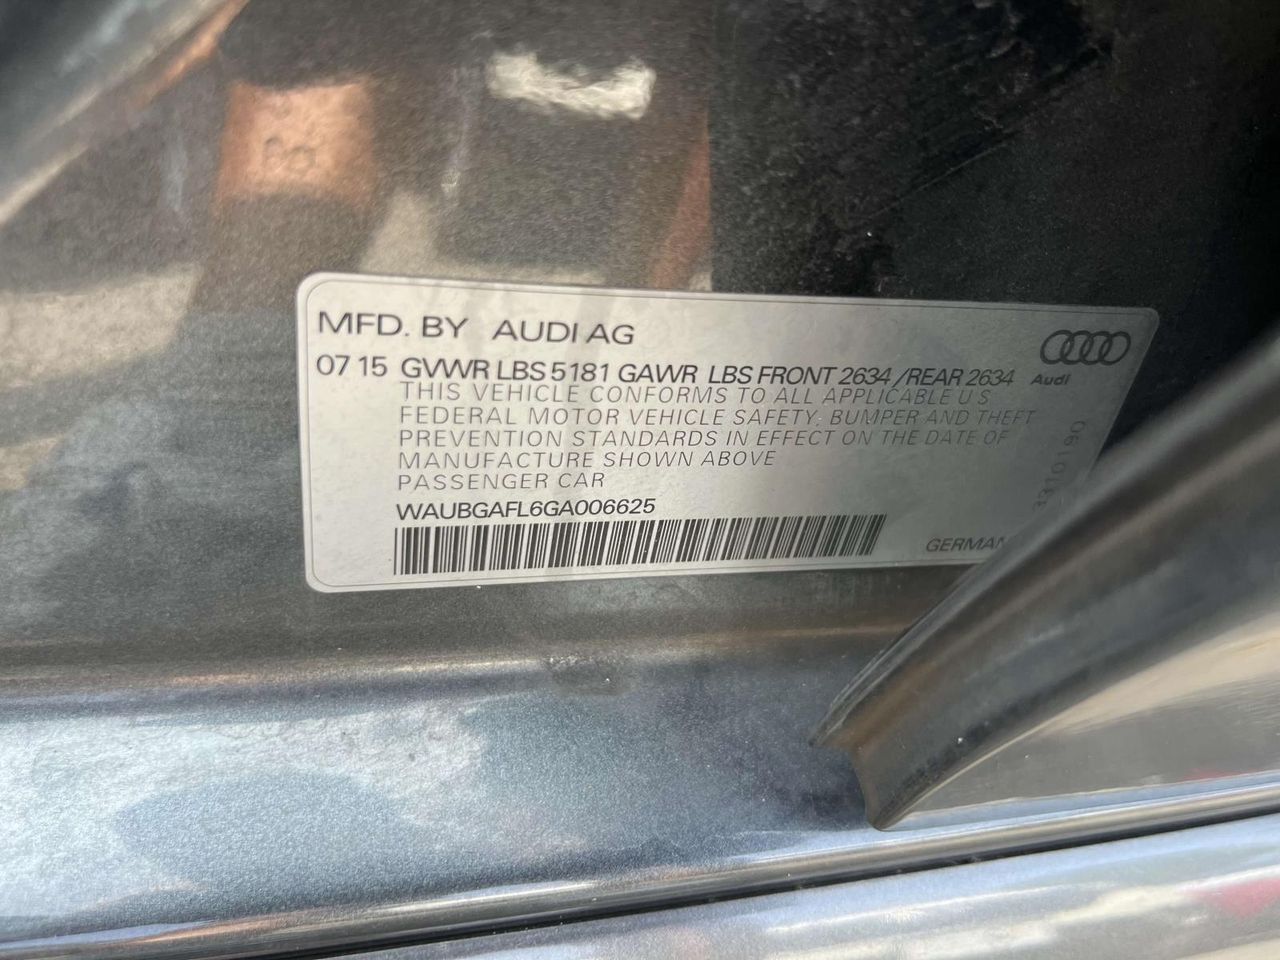 MFD. BY AUDI AG
07 15 GVWR LBS 5181 GAWR LBS FRONT 2634 / REAR 2634
Audi
THIS VEHICLE CONFORMS TO ALL APPLICABLE U S
FEDERAL MOTOR VEHICLE SAFETY; BUMPER AND THEFT
PREVENTION STANDARDS IN EFFECT ON THE DATE OF
MANUFACTURE SHOWN ABOVE
PASSENGER CAR
WAUBGAFL6GA006625